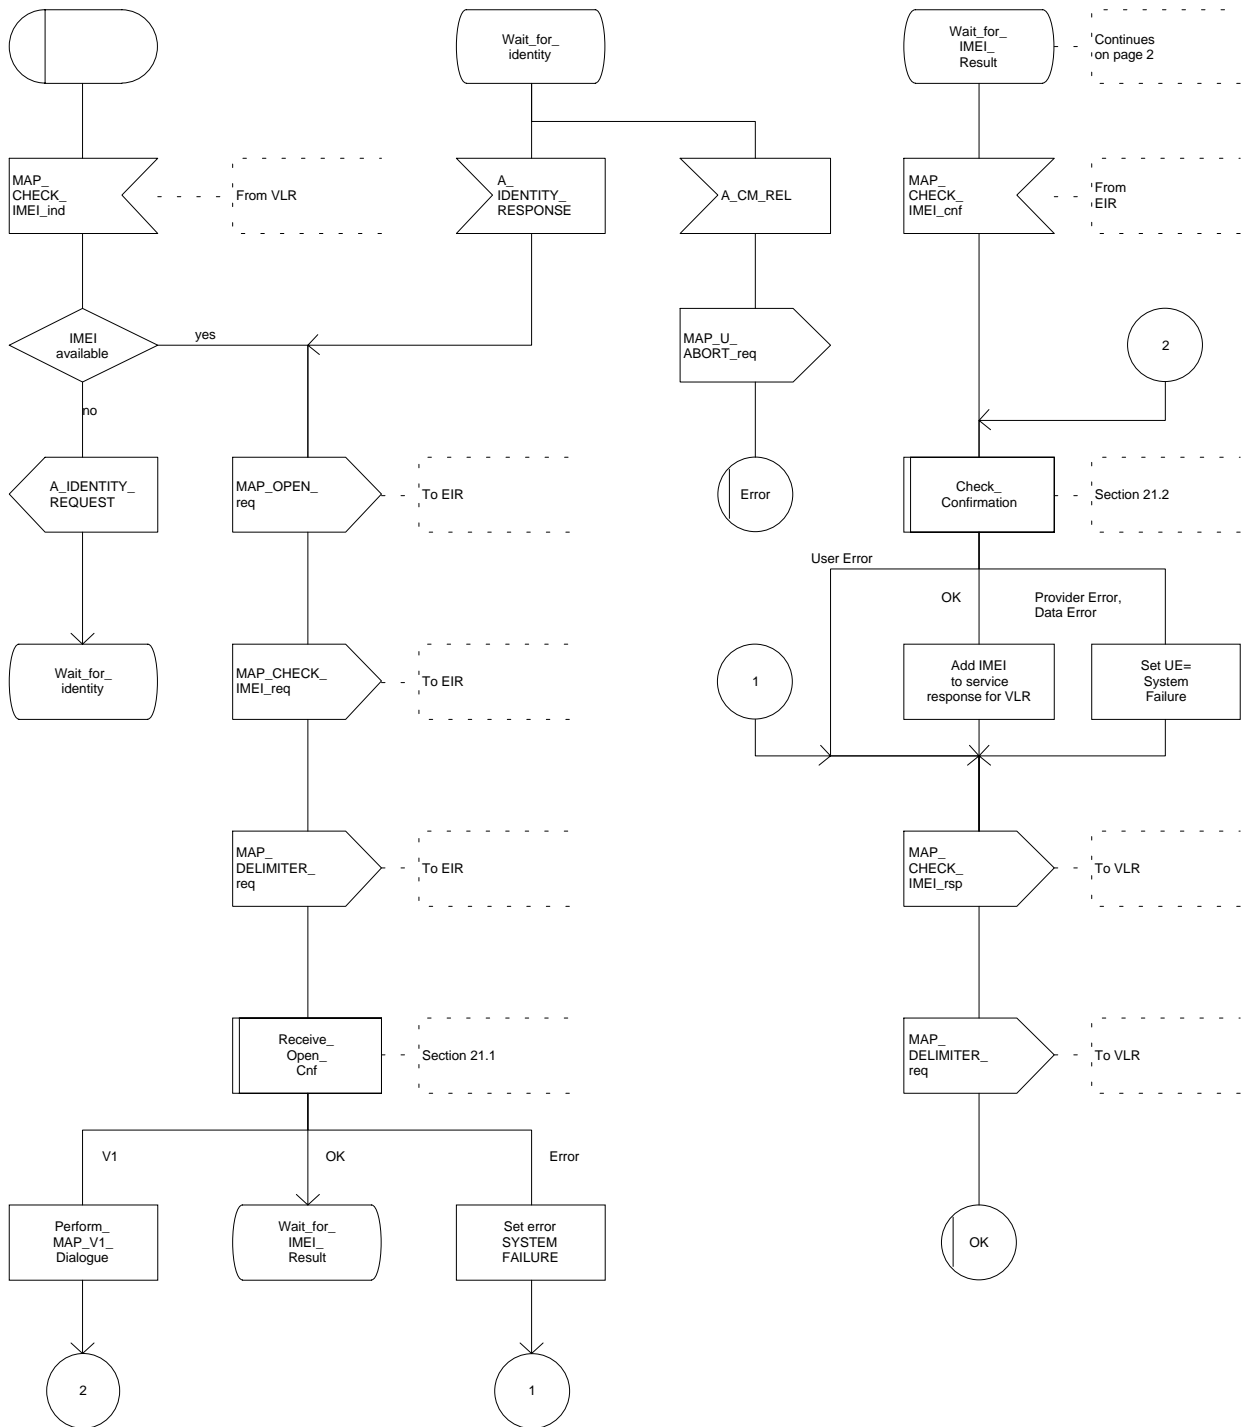 Wait_for_
identity
Wait_for_
IMEI_
Result
Continues
on page 2
MAP_
CHECK_
IMEI_ind
From VLR
A_
IDENTITY_
RESPONSE
A_CM_REL
MAP_
CHECK_
IMEI_cnf
From
EIR
IMEI
available
yes
no
MAP_U_
ABORT_req
2
A_IDENTITY_
REQUEST
MAP_OPEN_
req
To EIR
Error
Check_
Confirmation
Section 21.2
User Error
OK
Provider Error,
Data Error
Wait_for_
identity
MAP_CHECK_
IMEI_req
To EIR
1
Add IMEI
to service
response for VLR
Set UE=
System
Failure
MAP_
DELIMITER_
req
To EIR
MAP_
CHECK_
IMEI_rsp
To VLR
Receive_
Open_
Cnf
Section 21.1
MAP_
DELIMITER_
req
To VLR
V1
OK
Error
Perform_
MAP_V1_
Dialogue
Wait_for_
IMEI_
Result
Set error
SYSTEM
FAILURE
OK
2
1